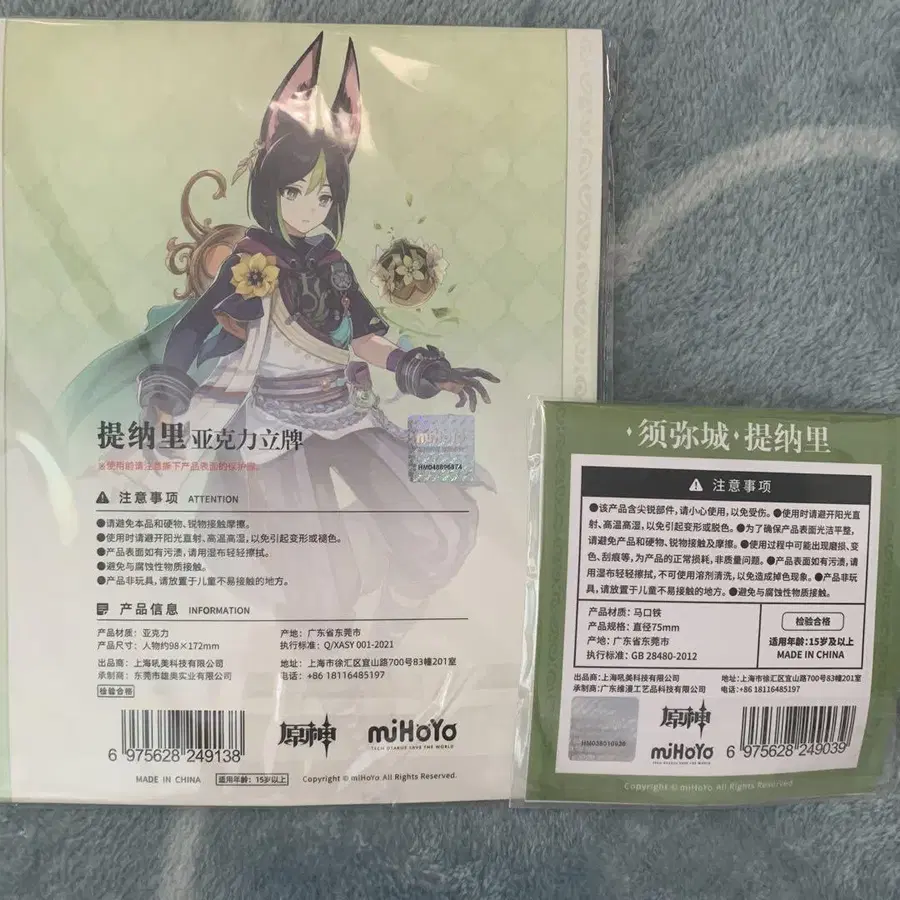 提纳里 亚克力立牌
※使用前请注意撕下产品表面的保护膜。
miHoYo
HM048896874
注意事项 ATTENTION
●请避免本品和硬物、锐物接触摩擦。
●使用时请避开阳光直射、高温高湿，以免引起变形或褪色。
●产品表面如有污渍，请用湿布轻轻擦拭。
●避免与腐蚀性物质接触。
●产品非玩具，请放置于儿童不易接触的地方。
产品信息 INFORMATION
产品材质：亚克力 产地：广东省东莞市
产品尺寸：人物约98×172mm 执行标准：Q/XASY 001-2021
出品商：上海吼美科技有限公司 地址：上海市徐汇区宜山路700号83幢201室
承制商：东莞市雄奥实业有限公司 电话：+86 18116485197
检验合格
6 975628 249138
原神
miHoYo
TECH OTAKUS SAVE THE WORLD
MADE IN CHINA 适用年龄：15岁以上 Copyright © miHoYo. All Rights Reserved.
须弥城·提纳里
注意事项
●该产品含尖锐部件，请小心使用，以免受伤。●使用时请避开阳光直
射、高温高湿，以免引起变形或脱色。●为了确保产品表面光洁平整，
请避免产品和硬物、锐物接触及摩擦。●使用过程中可能出现磨损、变
色、刮痕等，为产品的正常损耗，非质量问题。●产品表面如有污渍，请
用湿布轻轻擦拭，不可使用溶剂清洗，以免造成掉色现象。●产品非玩
具，请放置于儿童不易接触的地方。●避免与腐蚀性物质接触。
产品材质：马口铁
产品规格：直径75mm
产地：广东省东莞市
执行标准：GB 28480-2012
检验合格
适用年龄：15岁及以上
MADE IN CHINA
出品商：上海吼美科技有限公司 地址：上海市徐汇区宜山路700号83幢201室
承制商：广东维漫工艺品科技有限公司 电话：+86 18116485197
HM038010036
原神
miHoYo
TECH OTAKUS SAVE THE WORLD
6 975628 249039
Copyright © miHoYo. All Rights Reserved.